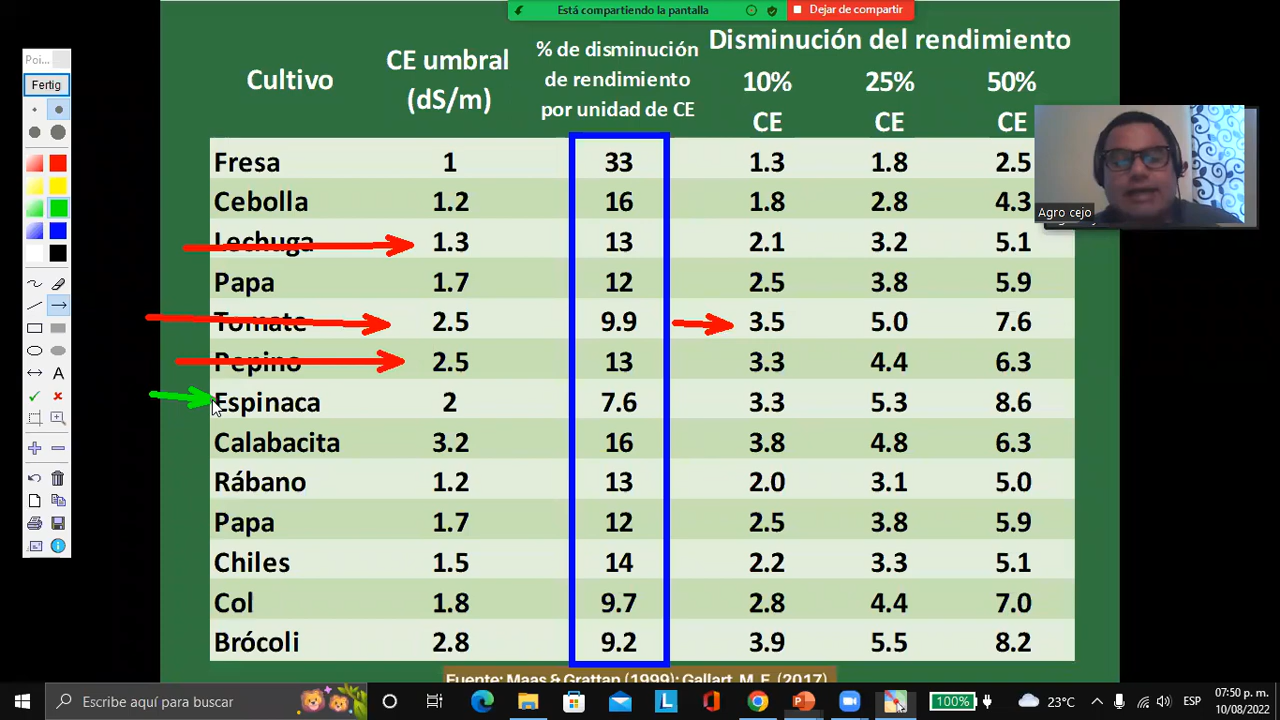 Está compartiendo la pantalla
Dejar de compartir
Poi...
Fertig
A
Cultivo
CE umbral
(dS/m)
% de disminución
de rendimiento
por unidad de CE
Disminución del rendimiento
10% 25% 50%
CE CE CE
Fresa 1 33 1.3 1.8 2.5
Cebolla 1.2 16 1.8 2.8 4.3
Lechuga 1.3 13 2.1 3.2 5.1
Papa 1.7 12 2.5 3.8 5.9
Tomate 2.5 9.9 3.5 5.0 7.6
Pepino 2.5 13 3.3 4.4 6.3
Espinaca 2 7.6 3.3 5.3 8.6
Calabacita 3.2 16 3.8 4.8 6.3
Rábano 1.2 13 2.0 3.1 5.0
Papa 1.7 12 2.5 3.8 5.9
Chiles 1.5 14 2.2 3.3 5.1
Col 1.8 9.7 2.8 4.4 7.0
Brócoli 2.8 9.2 3.9 5.5 8.2
Fuente: Maas & Grattan (1999); Gallart, M. F. (2017)
Agro cejo
Escribe aquí para buscar
L
100%
23°C
ESP
07:50 p. m.
10/08/2022